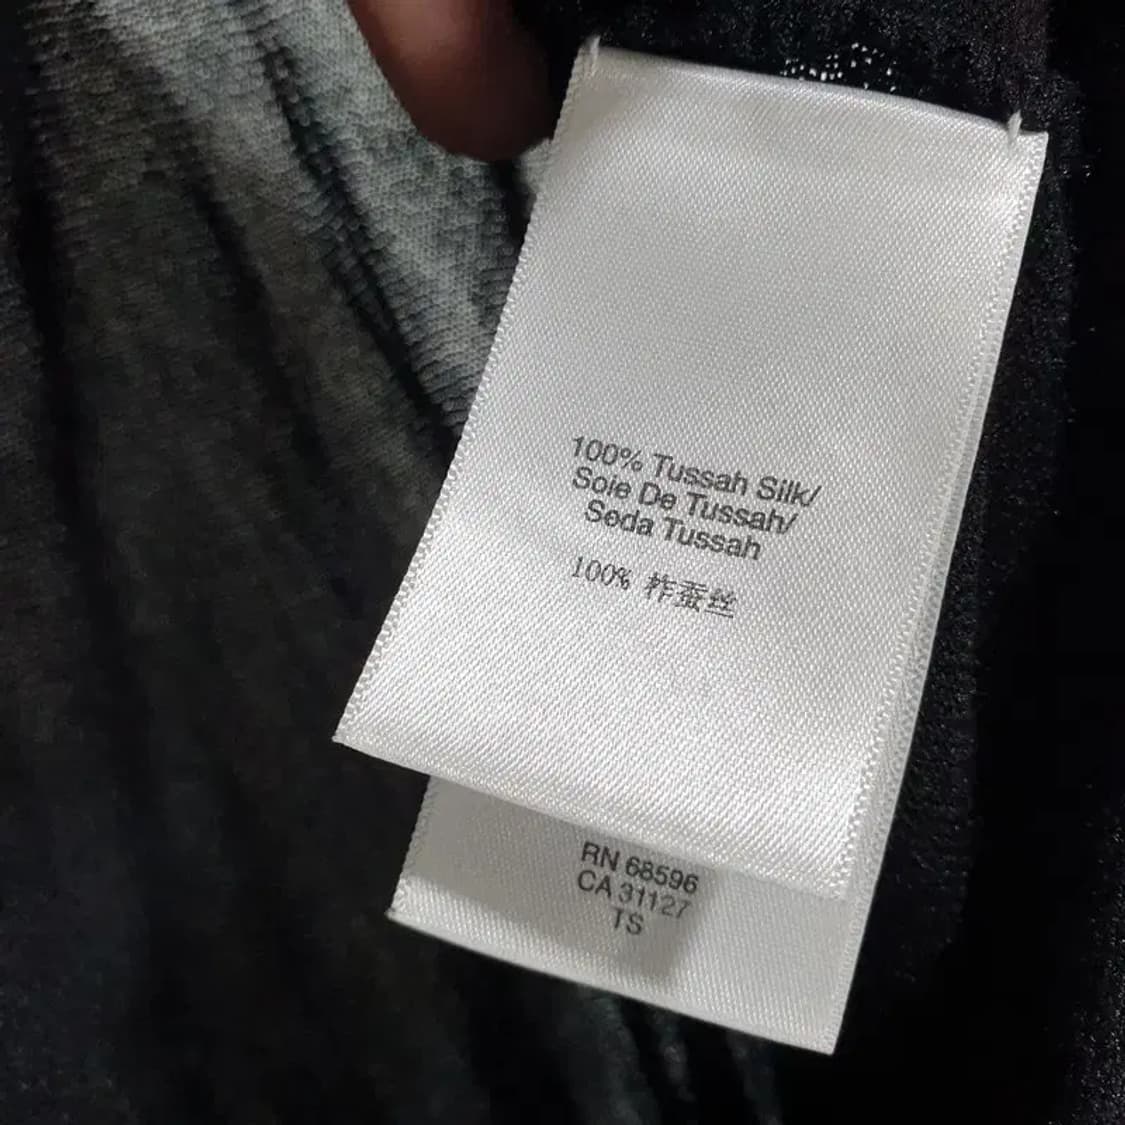 100% Tussah Silk/
Soie De Tussah/
Seda Tussah
100% 柞蚕丝
RN 68596
CA 31127
TS